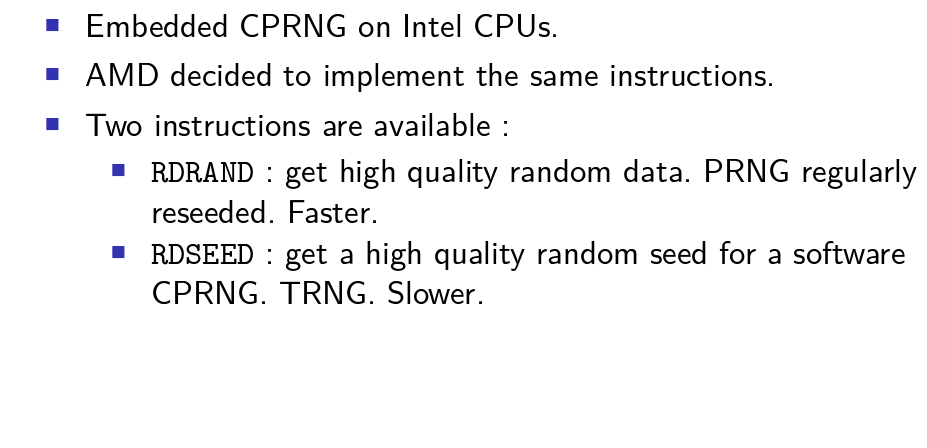 Embedded CPRNG on Intel CPUs.
AMD decided to implement the same instructions.
Two instructions are available :
RDRAND : get high quality random data. PRNG regularly
reseeded. Faster.
RDSEED : get a high quality random seed for a software
CPRNG. TRNG. Slower.